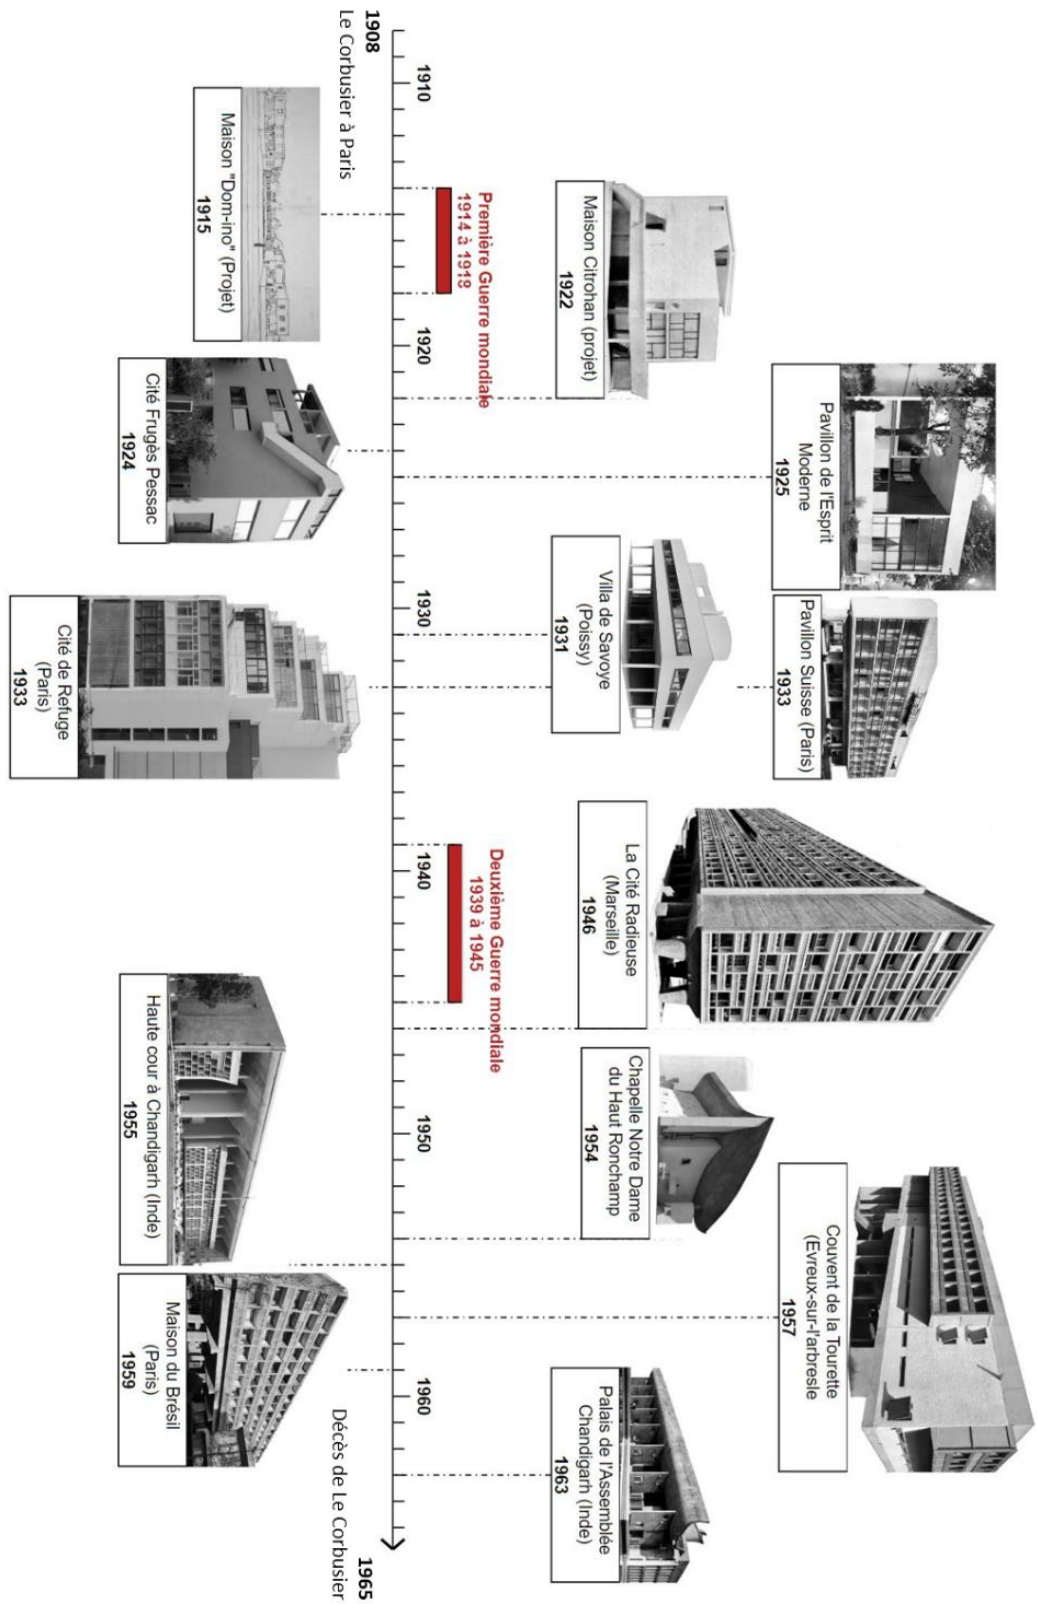 Maison Citrohan (projet)
1922
Pavillon de l'Esprit
Moderne
1925
Villa de Savoye
(Poissy)
1931
Pavillon Suisse (Paris)
1933
La Cité Radieuse
(Marseille)
1946
Chapelle Notre Dame
du Haut Ronchamp
1954
Couvent de la Tourette
(Evreux-sur-l'arbresle
1957
Palais de l'Assemblée
Chandigarh (Inde)
1963
Première Guerre mondiale
1914 à 1918
Deuxième Guerre mondiale
1939 à 1945
1910
1920
1930
1940
1950
1960
1908
Le Corbusier à Paris
1965
Décès de Le Corbusier
Maison "Dom-ino" (Projet)
1915
Cité Frugès Pessac
1924
Cité de Refuge
(Paris)
1933
Haute cour à Chandigarh (Inde)
1955
Maison du Brésil
(Paris)
1959